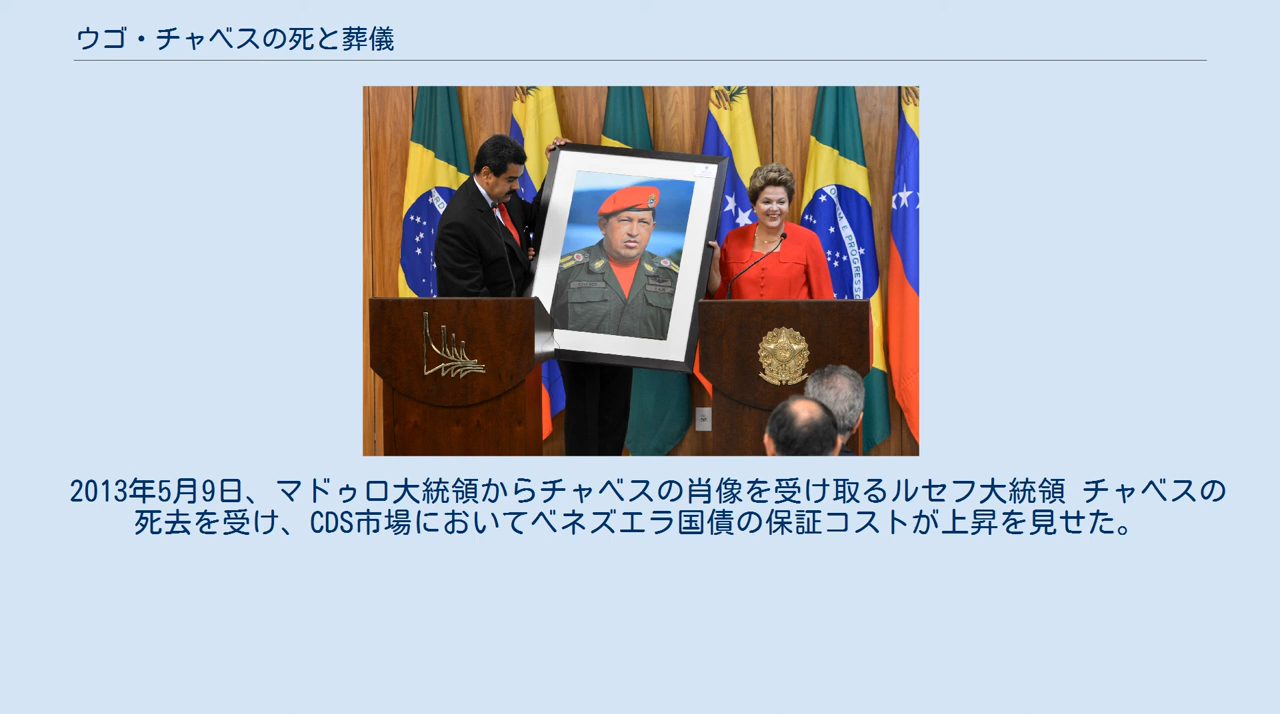 ウゴ・チャベスの死と葬儀
ORDEM E PROGRESSO
2013年5月9日、マドゥロ大統領からチャベスの肖像を受け取るルセフ大統領 チャベスの
死去を受け、CDS市場においてベネズエラ国債の保証コストが上昇を見せた。